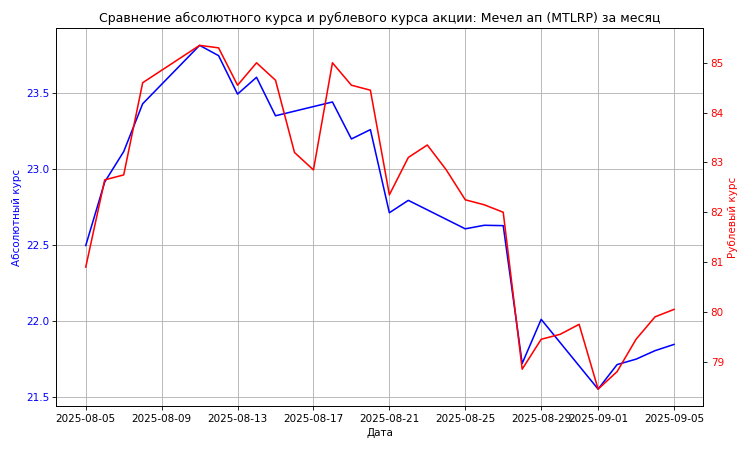 Сравнение абсолютного курса и рублевого курса акции: Мечел ап (MTLRP) за месяц
Абсолютный курс
23.5
23.0
22.5
22.0
21.5
85
84
83
82
81
80
79
Рублевый курс
2025-08-05 2025-08-09 2025-08-13 2025-08-17 2025-08-21 2025-08-25 2025-08-29 2025-09-01 2025-09-05
Дата